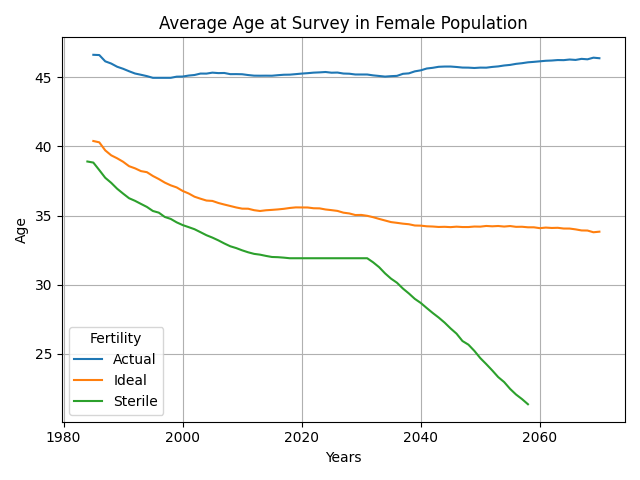 Average Age at Survey in Female Population
45
40
35
30
25
Age
Fertility
Actual
Ideal
Sterile
1980
2000
2020
2040
2060
Years